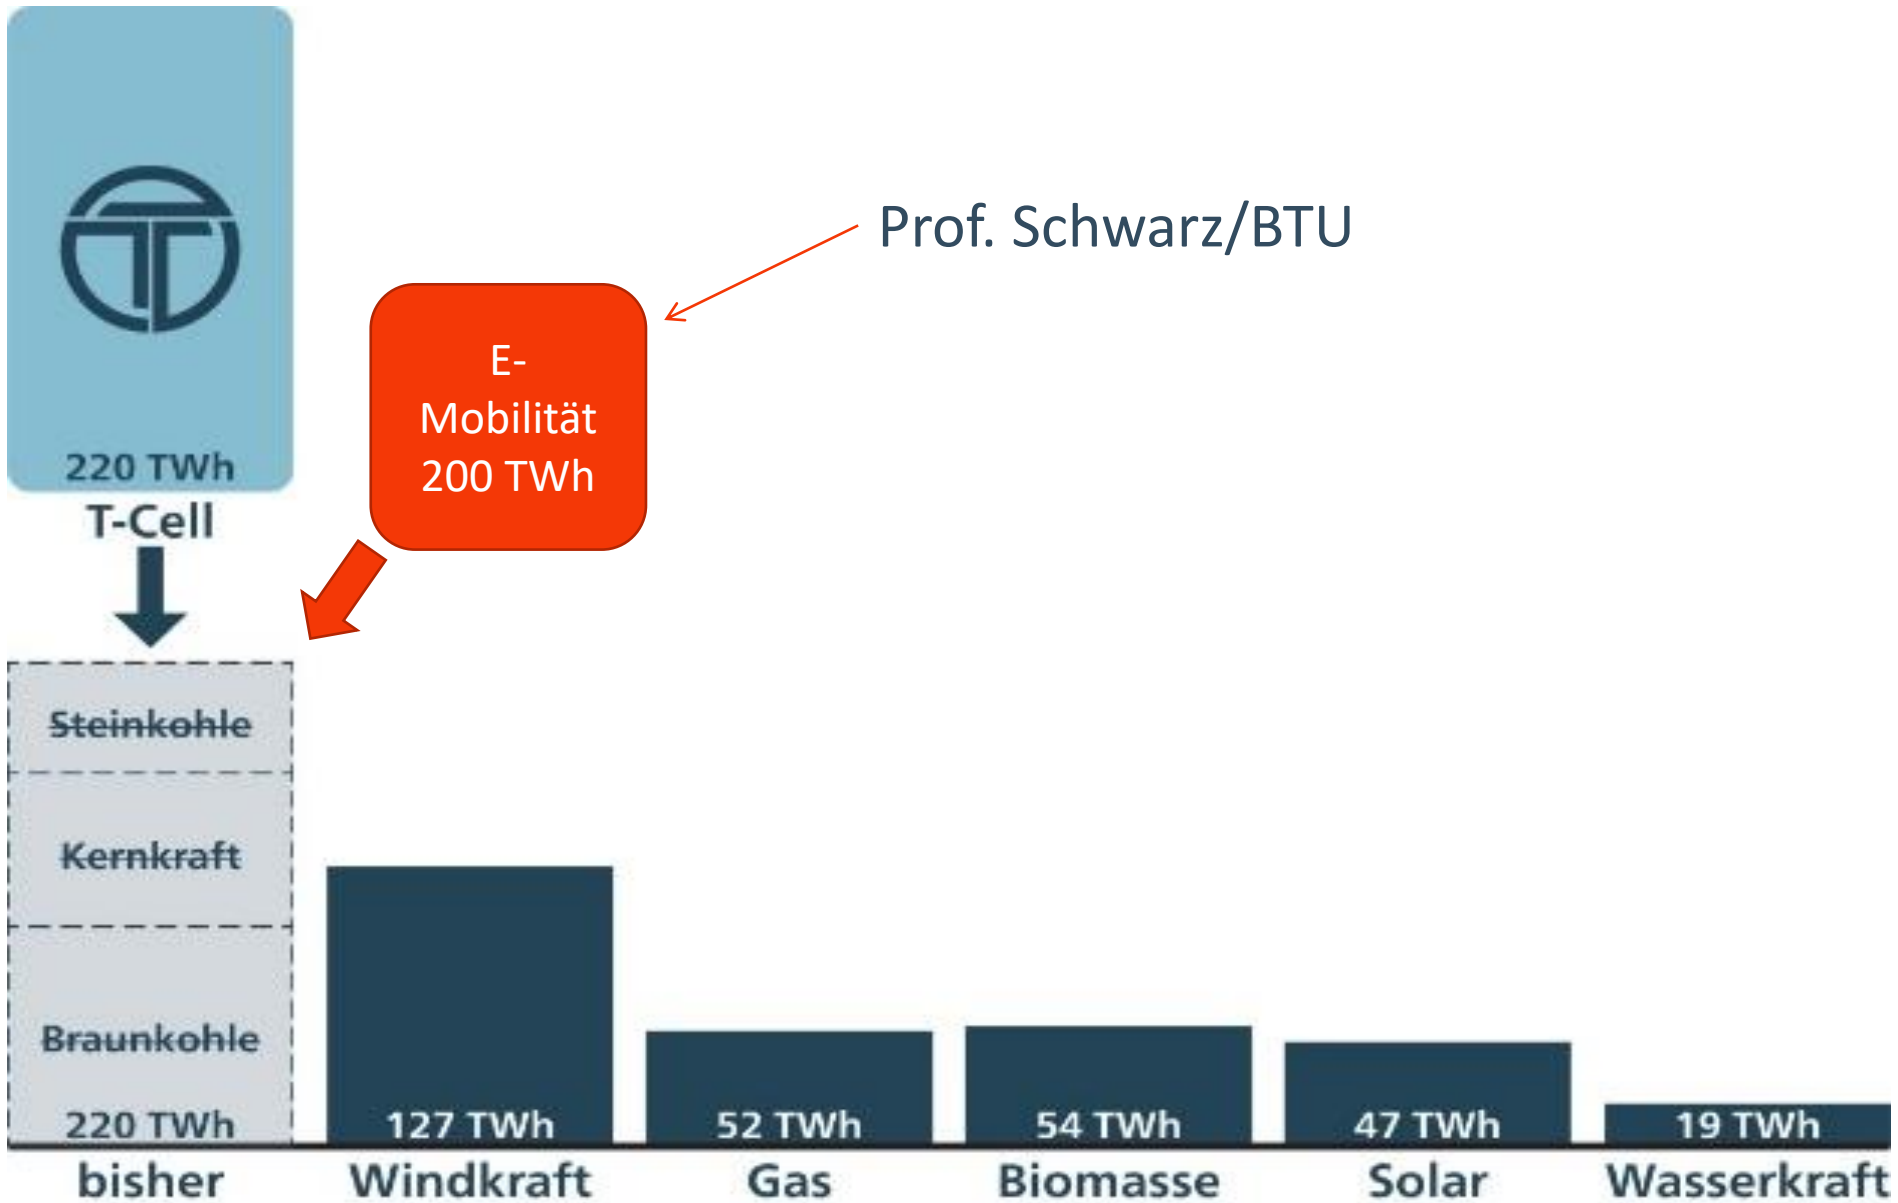 Prof. Schwarz/BTU
E-
Mobilität
200 TWh
220 TWh
T-Cell
Steinkohle
Kernkraft
Braunkohle
220 TWh
127 TWh
52 TWh
54 TWh
47 TWh
19 TWh
bisher
Windkraft
Gas
Biomasse
Solar
Wasserkraft